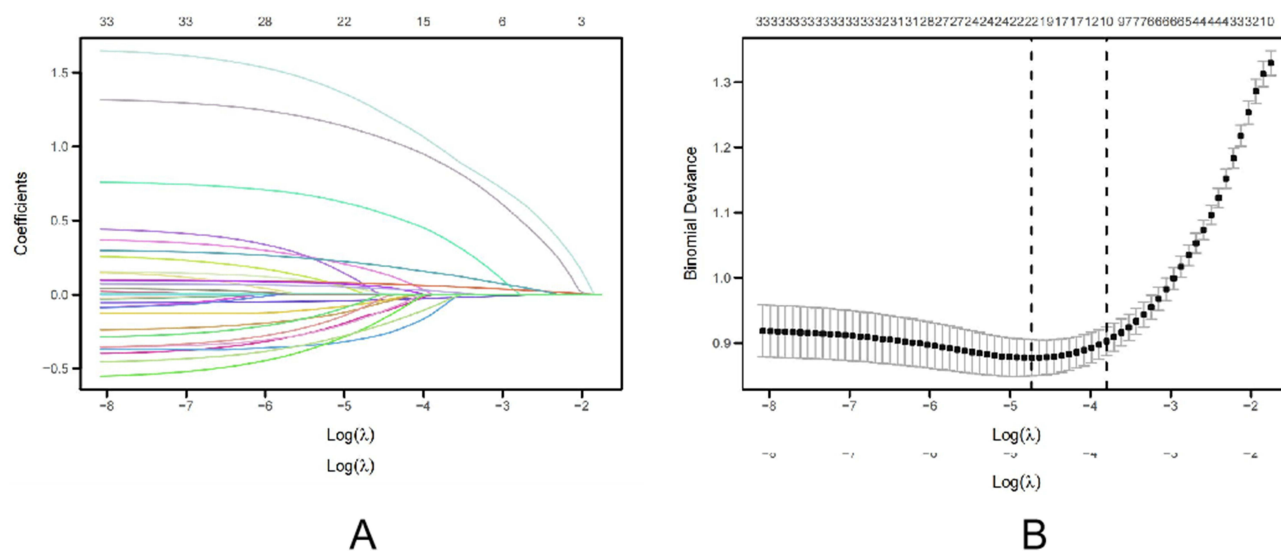 33 33 28 22 15 6 3
1.5
1.0
0.5
0.0
−0.5
Coefficients
−8 −7 −6 −5 −4 −3 −2
Log(λ)
Log(λ)
A
1.3
1.2
1.1
1.0
0.9
Binomial Deviance
−8 −7 −6 −5 −4 −3 −2
Log(λ)
Log(λ)
B